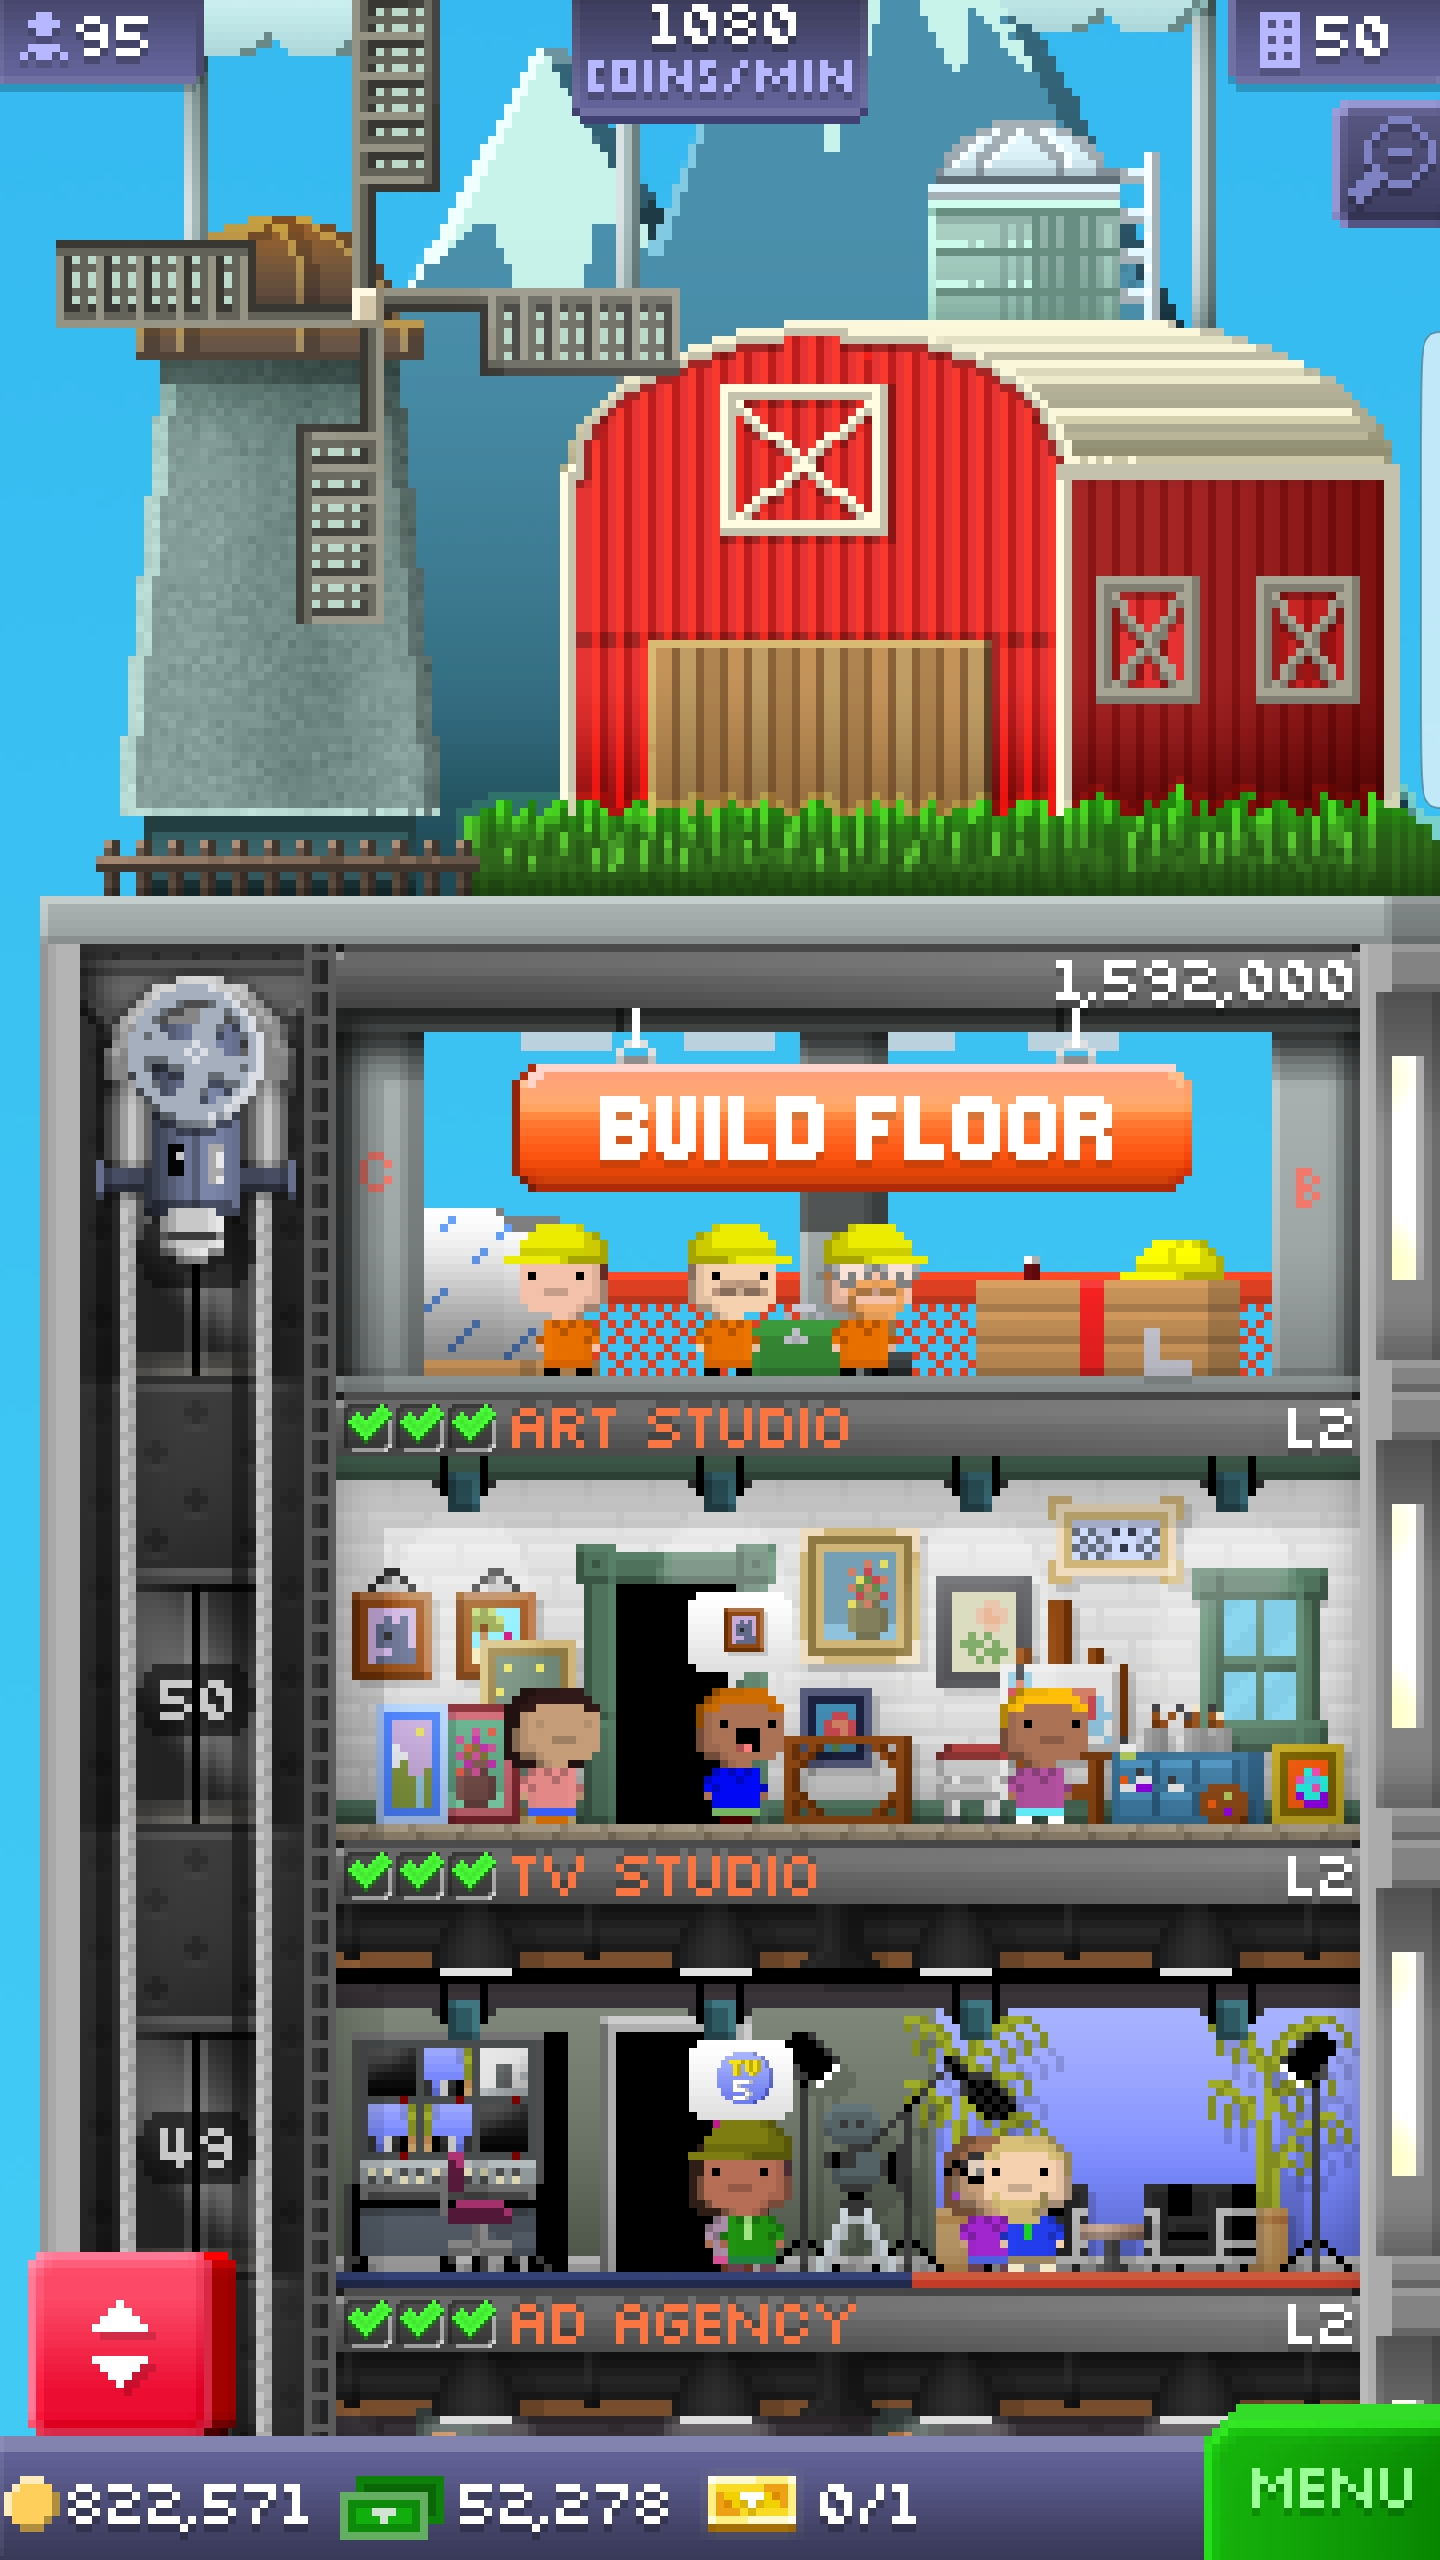 95
1080
COINS/MIN
50
1,592,000
BUILD FLOOR
C
B
ART STUDIO L2
50
TV STUDIO L2
TV
5
49
AD AGENCY L2
822,571 52,278 0/1
MENU